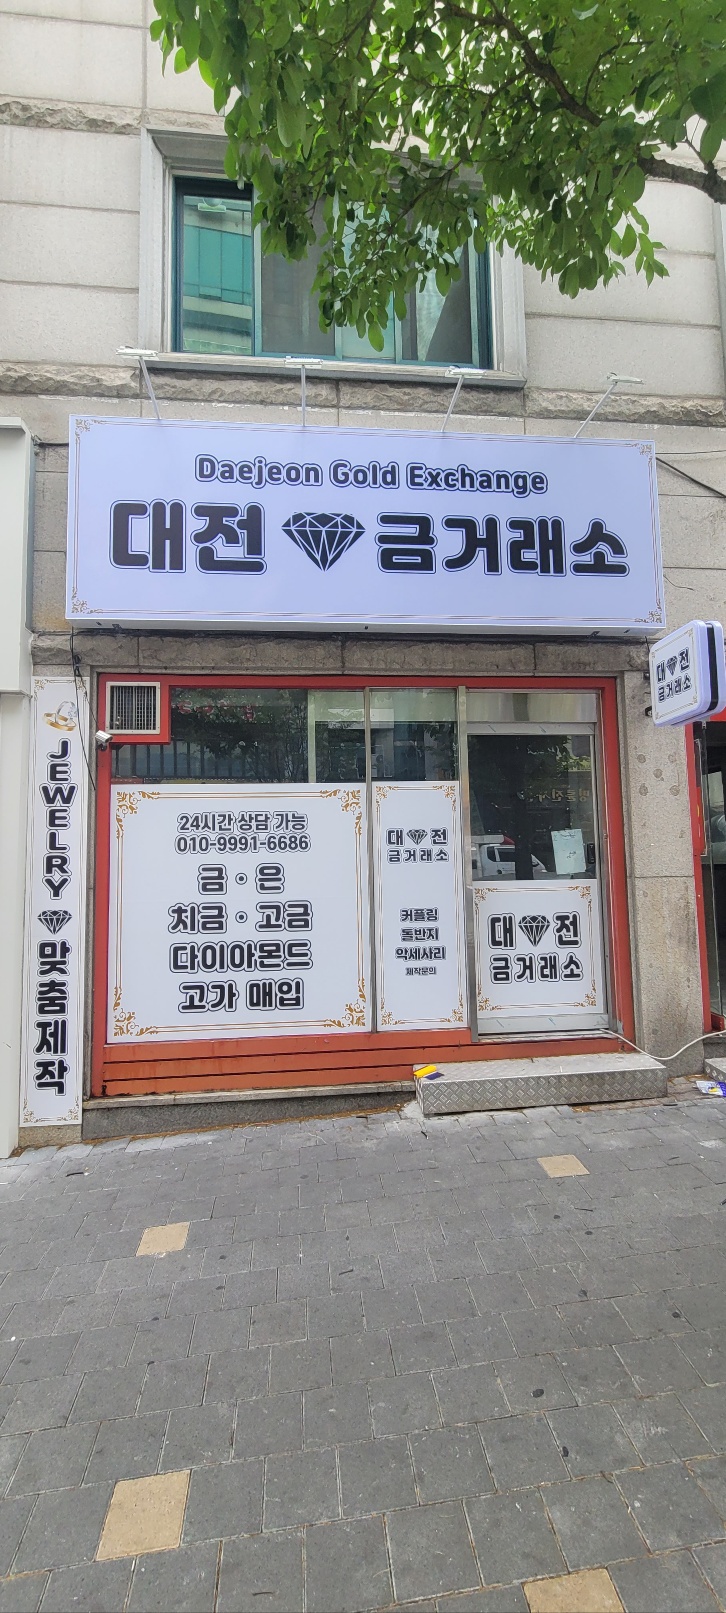 Daejeon Gold Exchange
대전 금거래소
대전
금거래소
JEWELRY 맞춤제작
24시간 상담 가능
010-9991-6686
금·은
치금·고금
다이아몬드
고가 매입
대전
금거래소
커플링
돌반지
악세사리
제작문의
대전
금거래소